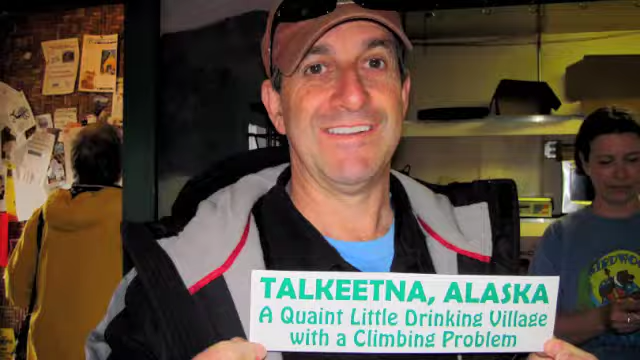 TALKEETNA, ALASKA
A Quaint Little Drinking Village
with a Climbing Problem